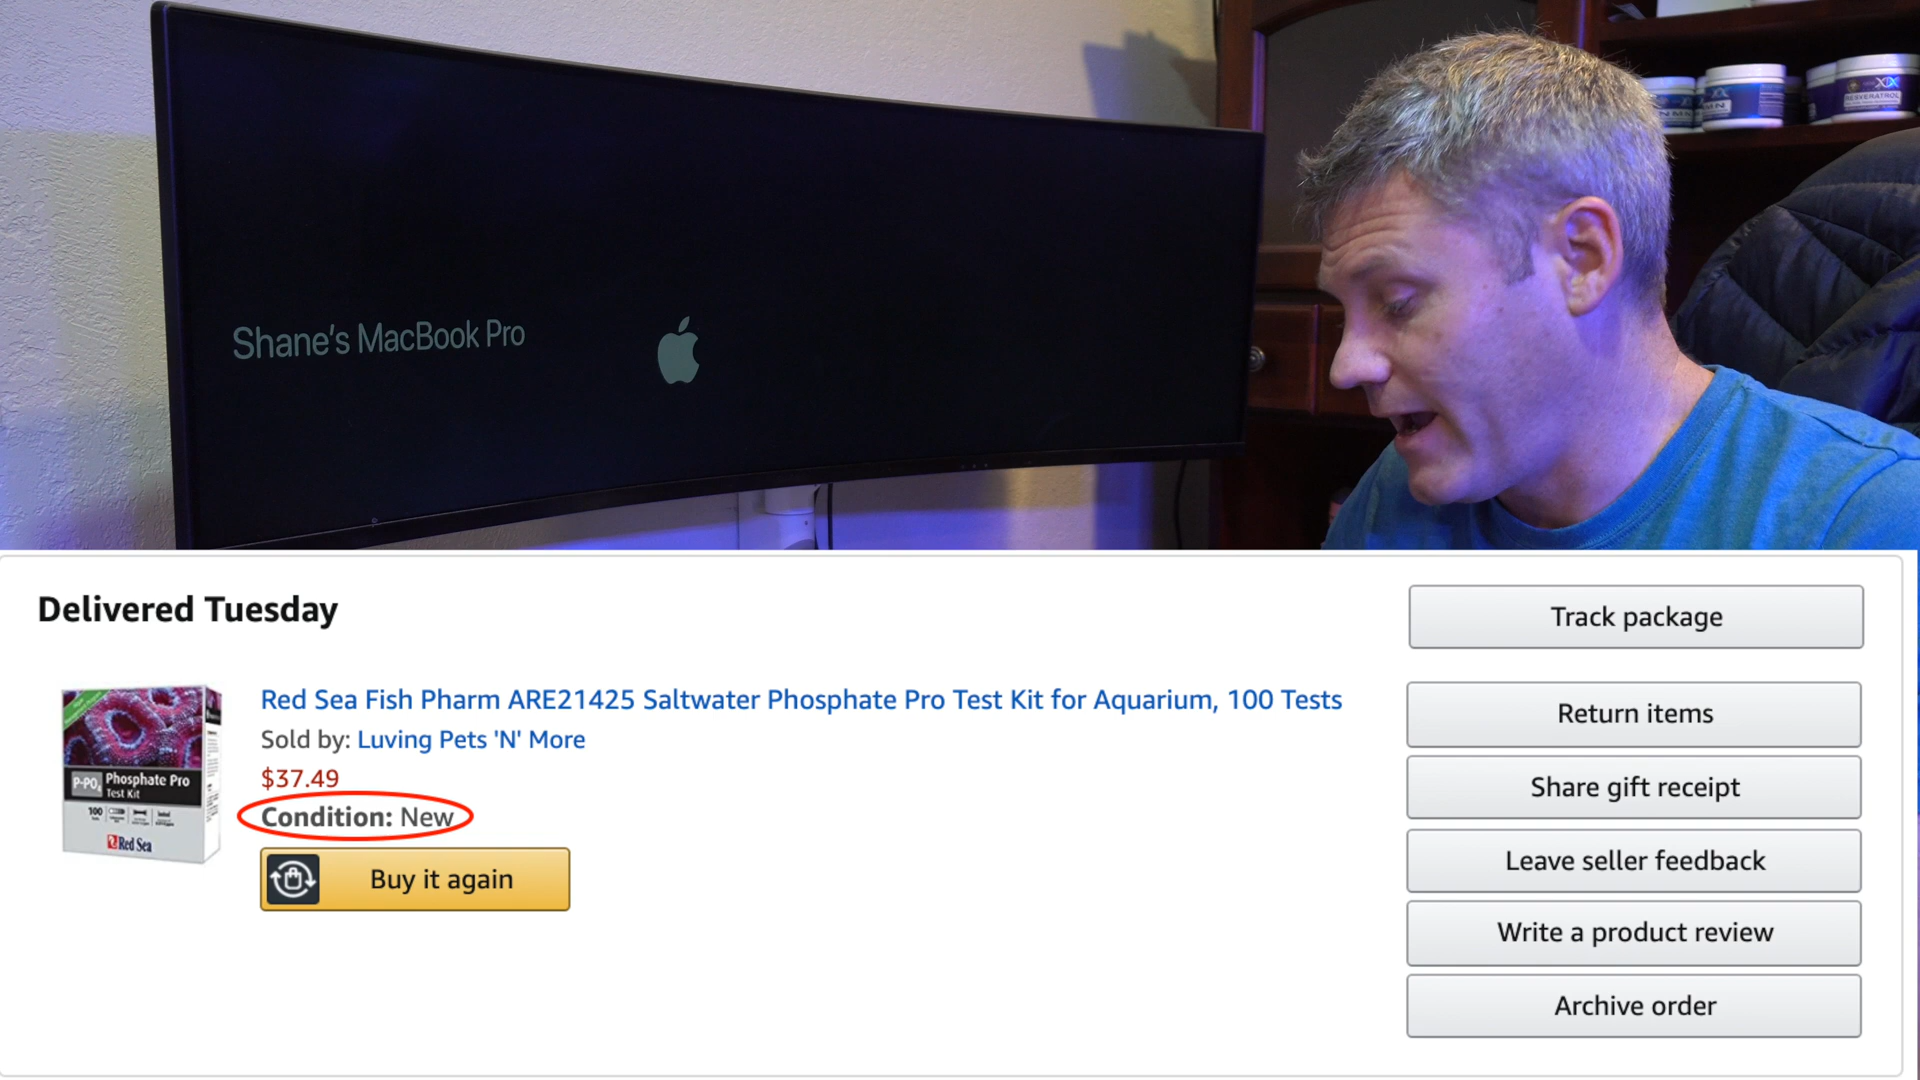 XIX
RESVERATROL
Shane's MacBook Pro
Delivered Tuesday
Track package
Red Sea Fish Pharm ARE21425 Saltwater Phosphate Pro Test Kit for Aquarium, 100 Tests
Sold by: Luving Pets 'N' More
$37.49
Condition: New
Buy it again
P-PO4 Phosphate Pro
Test Kit
100
Red Sea
Return items
Share gift receipt
Leave seller feedback
Write a product review
Archive order